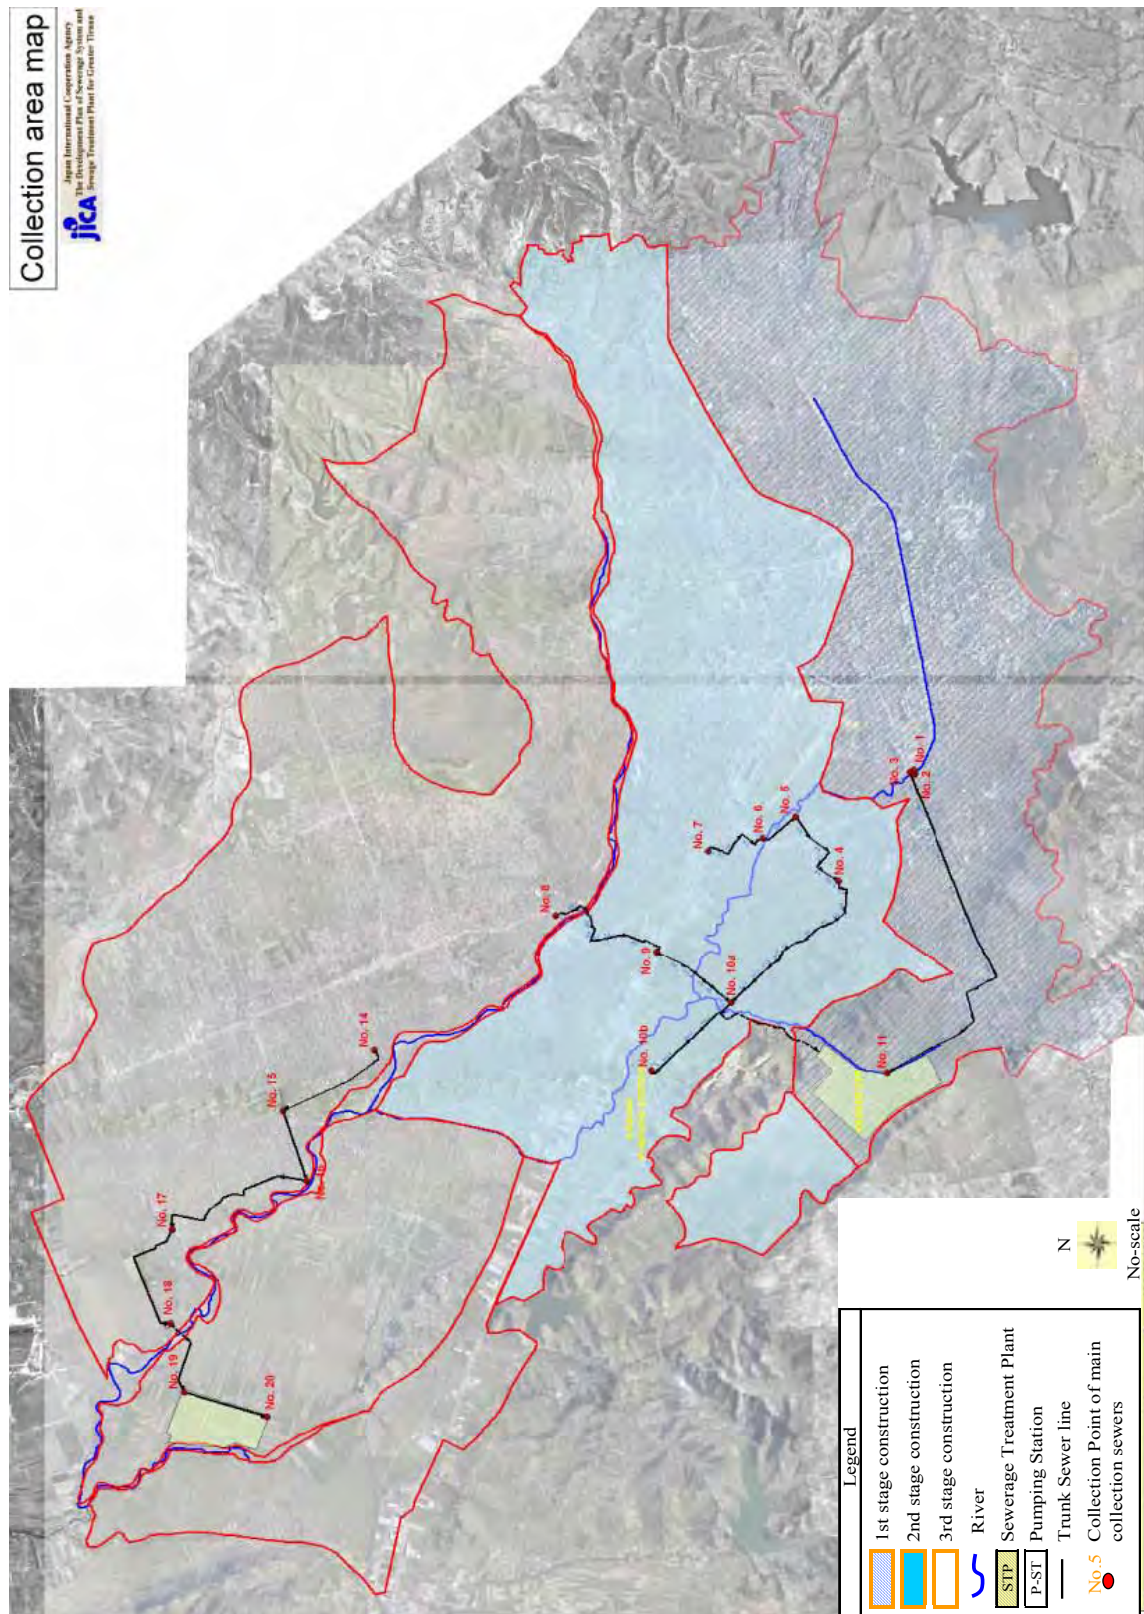 Collection area map
jICA
Japan International Cooperation Agency
The Development Plan of Sewerage System and
Sewage Treatment Plant for Greater Tirana
No. 1
No. 2
No. 3
No. 4
No. 5
No. 6
No. 7
No. 8
No. 9
No. 10a
No. 10b
No. 11
No. 14
No. 15
No. 16
No. 17
No. 18
No. 19
No. 20
N
No-scale
Legend
1st stage construction
2nd stage construction
3rd stage construction
River
STP Sewerage Treatment Plant
P-ST Pumping Station
Trunk Sewer line
No.5 Collection Point of main
collection sewers